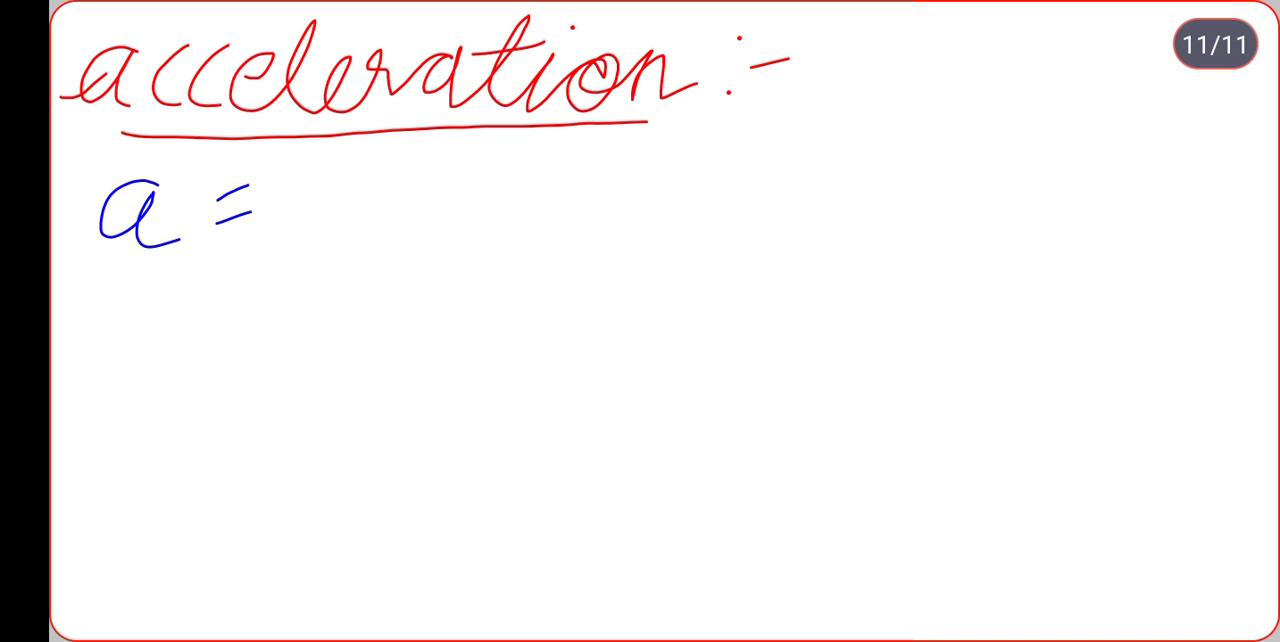 acceleration :-
11/11
a =